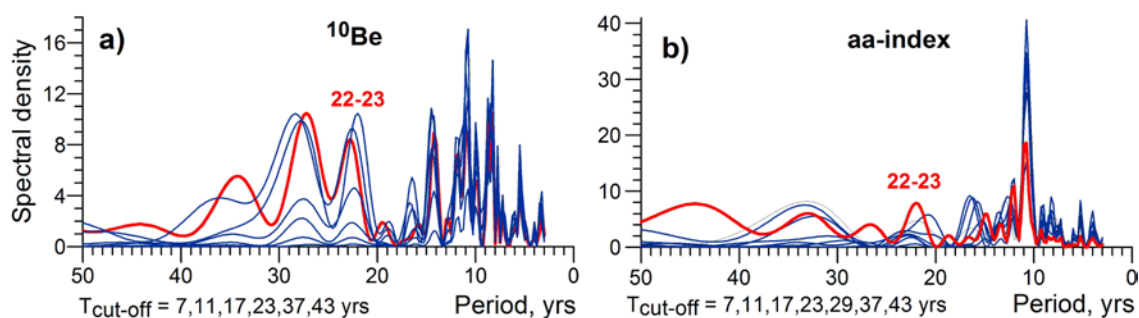 a)
¹⁰Be
22-23
Spectral density
16
12
8
4
0
50 40 30 20 10 0
T cut-off = 7,11,17,23,37,43 yrs
Period, yrs
b)
aa-index
22-23
40
30
20
10
0
50 40 30 20 10 0
T cut-off = 7,11,17,23,29,37,43 yrs
Period, yrs